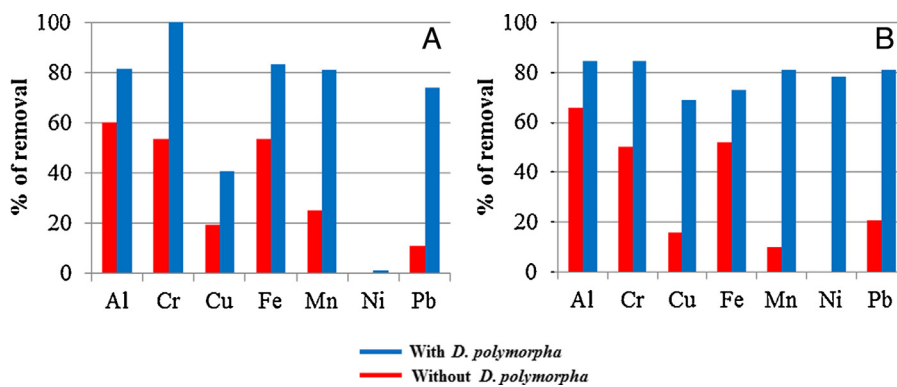 A
% of removal
100
80
60
40
20
0
Al Cr Cu Fe Mn Ni Pb
B
% of removal
100
80
60
40
20
0
Al Cr Cu Fe Mn Ni Pb
With D. polymorpha
Without D. polymorpha